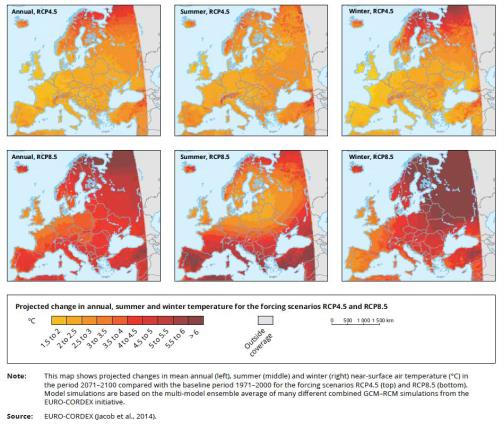 Annual, RCP4.5
Summer, RCP4.5
Winter, RCP4.5
Annual, RCP8.5
Summer, RCP8.5
Winter, RCP8.5
Projected change in annual, summer and winter temperature for the forcing scenarios RCP4.5 and RCP8.5
°C
1.5 to 2
2 to 2.5
2.5 to 3
3 to 3.5
3.5 to 4
4 to 4.5
4.5 to 5
5 to 5.5
5.5 to 6
> 6
Outside
coverage
0 500 1 000 1 500 km
Note: This map shows projected changes in mean annual (left), summer (middle) and winter (right) near-surface air temperature (°C) in
the period 2071–2100 compared with the baseline period 1971–2000 for the forcing scenarios RCP4.5 (top) and RCP8.5 (bottom).
Model simulations are based on the multi-model ensemble average of many different combined GCM–RCM simulations from the
EURO-CORDEX initiative.
Source: EURO-CORDEX (Jacob et al., 2014).